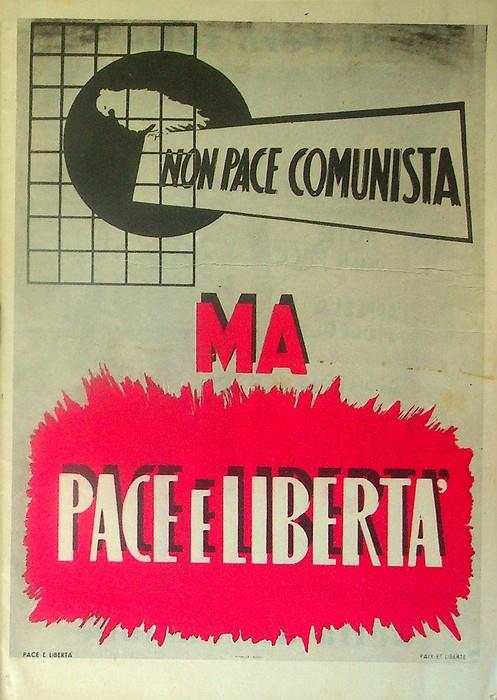 NON PACE COMUNISTA
MA
PACE E LIBERTA'
PACE E LIBERTÀ
PAIX ET LIBERTE